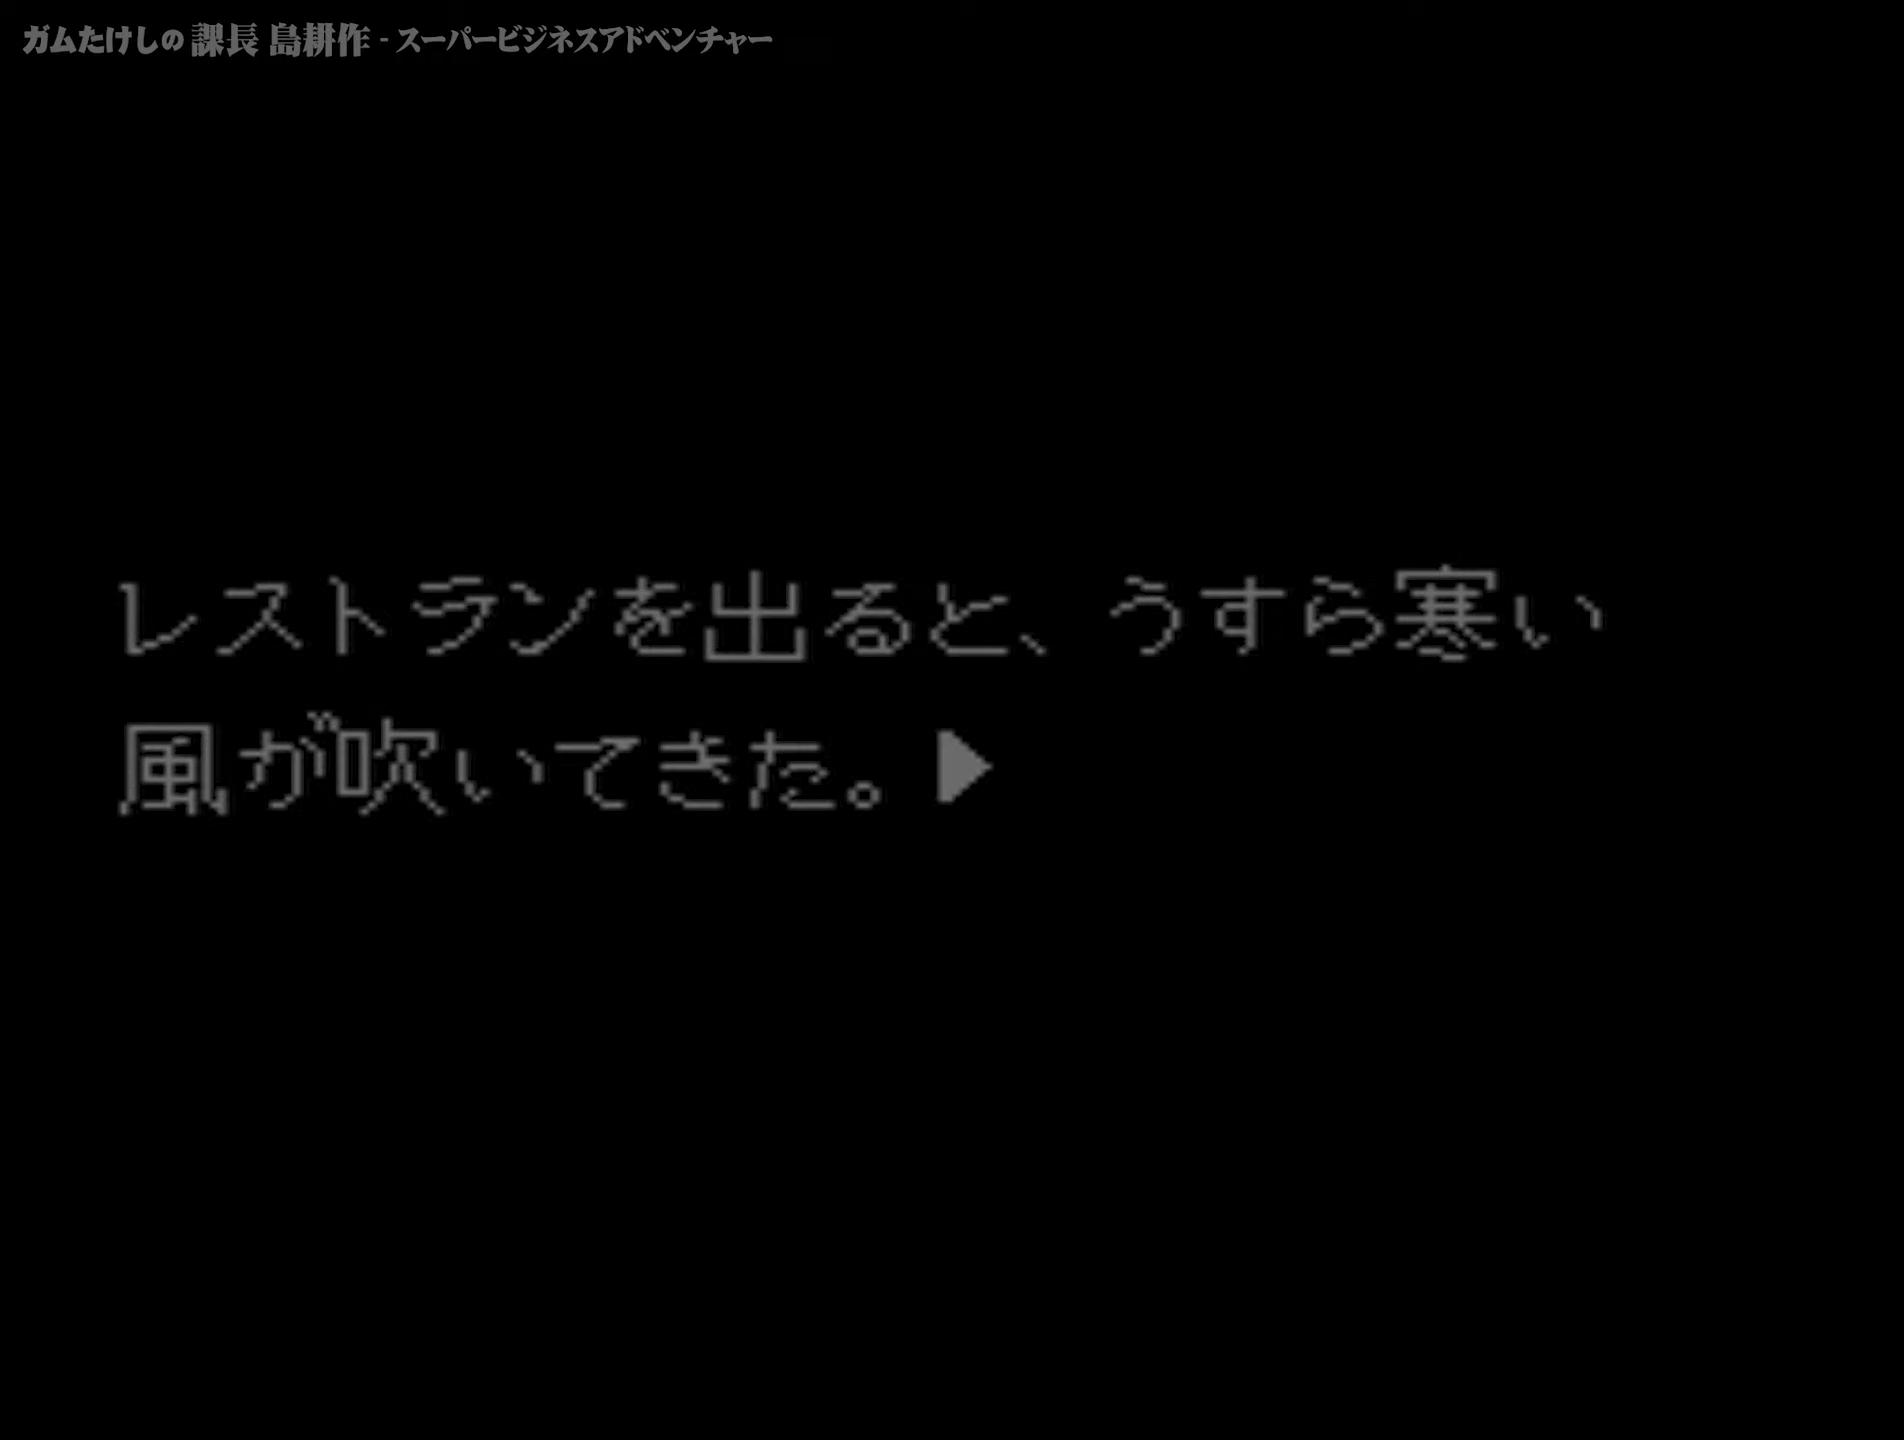 ガムたけしの 課長 島耕作 - スーパービジネスアドベンチャー
レストランを出ると、うすら寒い
風が吹いてきた。▶